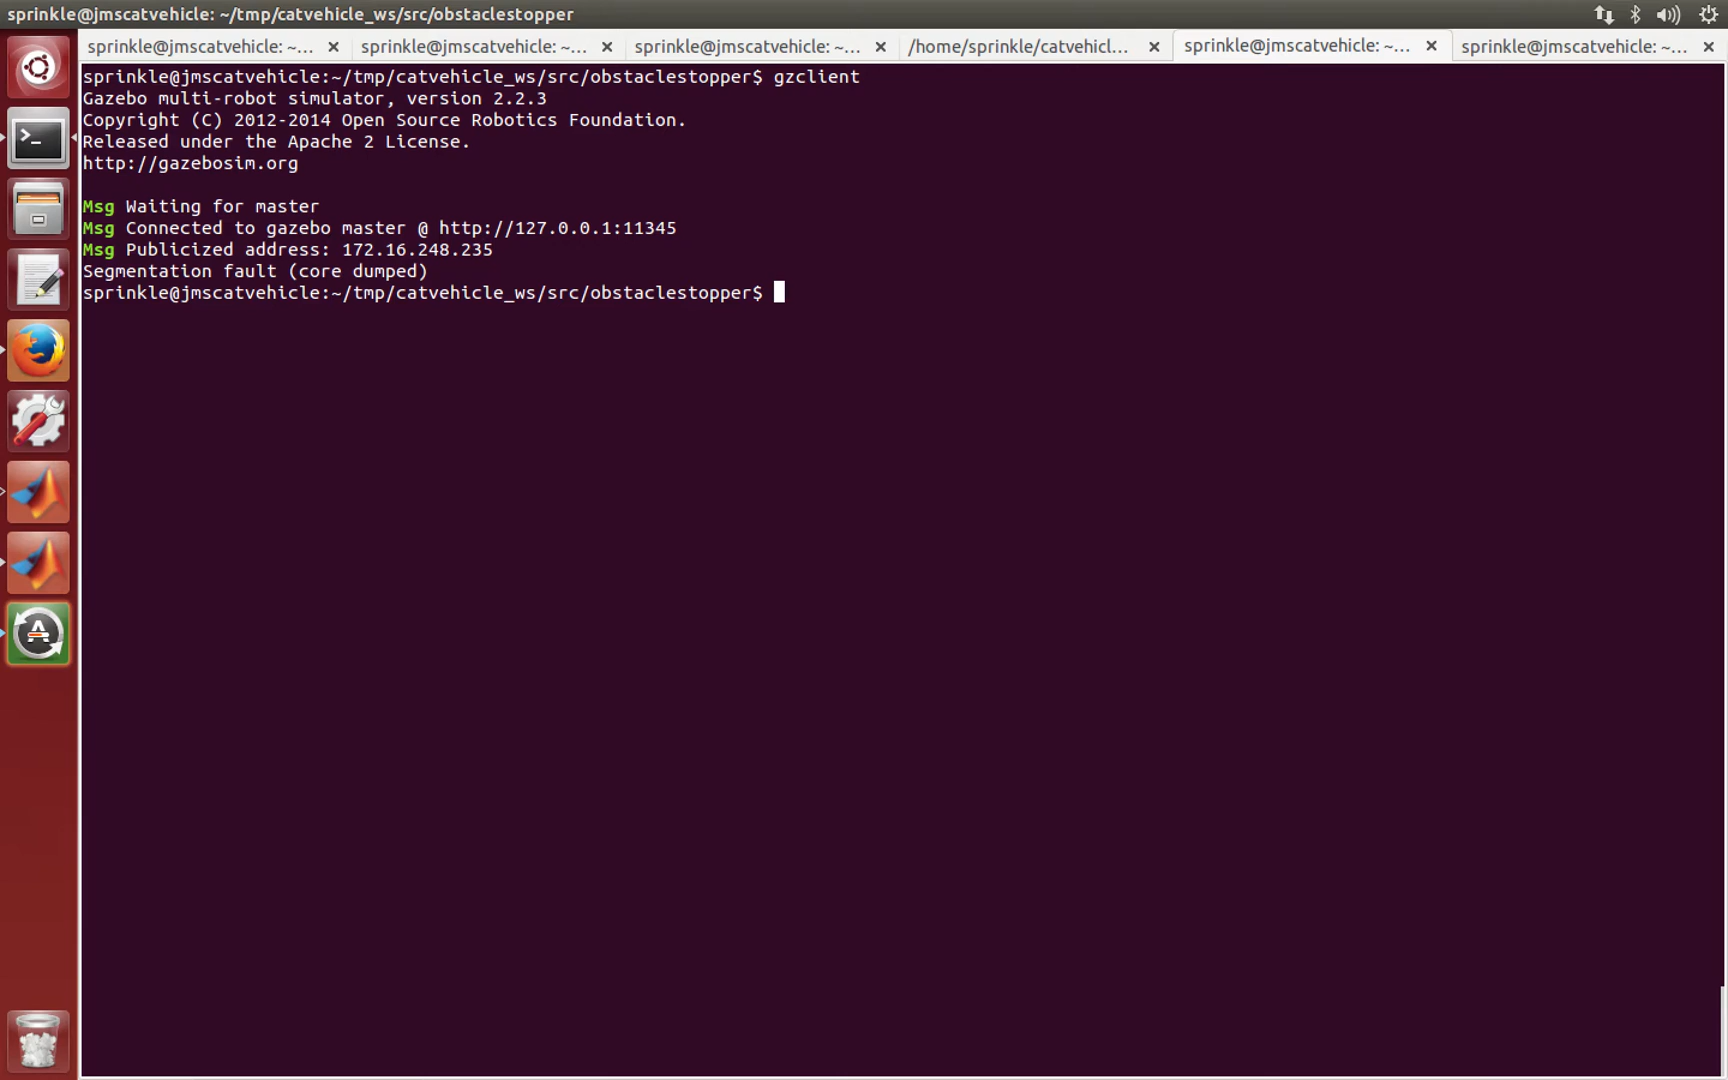 sprinkle@jmscatvehicle: ~/tmp/catvehicle_ws/src/obstaclestopper
sprinkle@jmscatvehicle: ~... sprinkle@jmscatvehicle: ~... sprinkle@jmscatvehicle: ~... /home/sprinkle/catvehicl... sprinkle@jmscatvehicle: ~... sprinkle@jmscatvehicle: ~...
sprinkle@jmscatvehicle:~/tmp/catvehicle_ws/src/obstaclestopper$ gzclient
Gazebo multi-robot simulator, version 2.2.3
Copyright (C) 2012-2014 Open Source Robotics Foundation.
Released under the Apache 2 License.
http://gazebosim.org
Msg Waiting for master
Msg Connected to gazebo master @ http://127.0.0.1:11345
Msg Publicized address: 172.16.248.235
Segmentation fault (core dumped)
sprinkle@jmscatvehicle:~/tmp/catvehicle_ws/src/obstaclestopper$